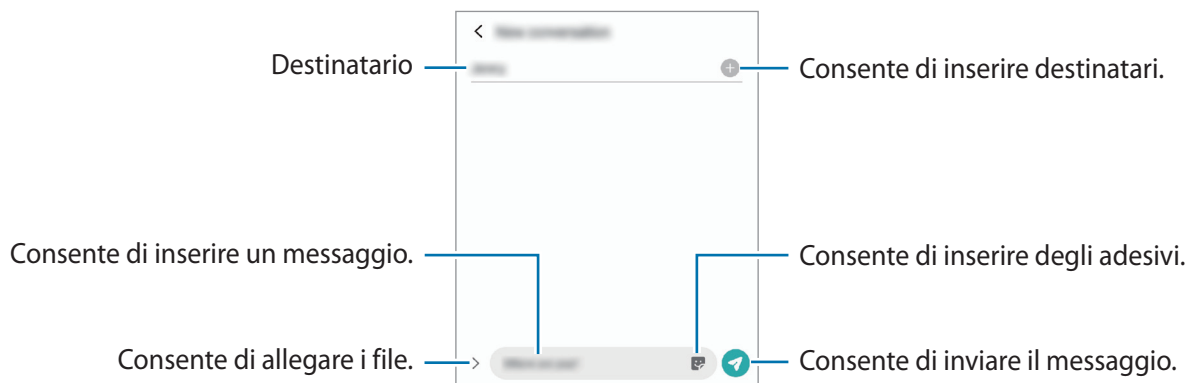 Destinatario
Consente di inserire destinatari.
Consente di inserire un messaggio.
Consente di inserire degli adesivi.
Consente di allegare i file.
Consente di inviare il messaggio.